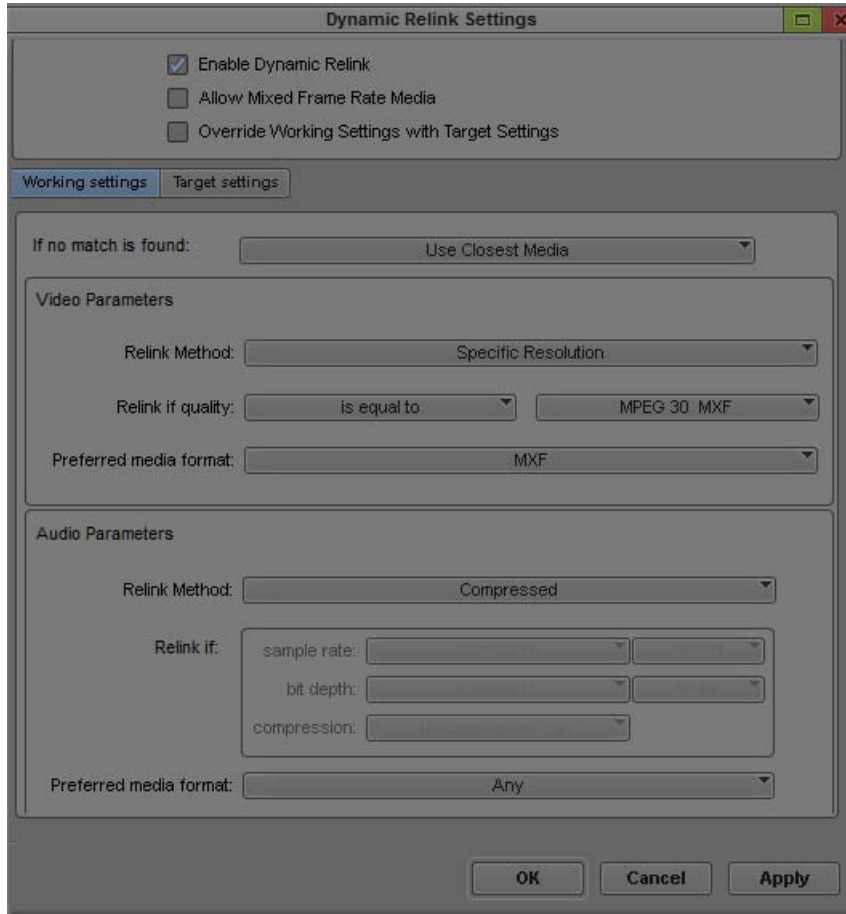 Dynamic Relink Settings
Enable Dynamic Relink
Allow Mixed Frame Rate Media
Override Working Settings with Target Settings
Working settings Target settings
If no match is found: Use Closest Media
Video Parameters
Relink Method: Specific Resolution
Relink if quality: is equal to MPEG 30 MXF
Preferred media format: MXF
Audio Parameters
Relink Method: Compressed
Relink if: sample rate:
bit depth:
compression:
Preferred media format: Any
OK Cancel Apply